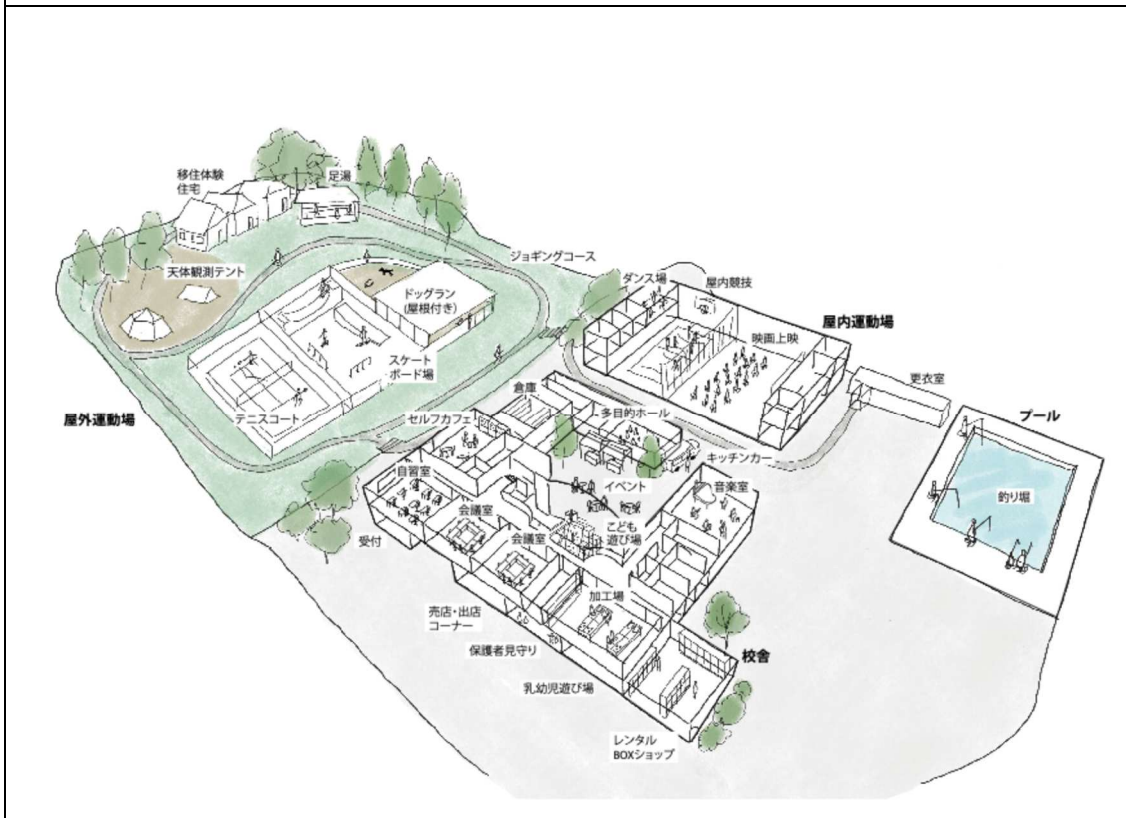 移住体験
住宅
足湯
ジョギングコース
天体観測テント
ドッグラン
(屋根付き)
ダンス場
屋内競技
屋内運動場
映画上映
スケート
ボード場
更衣室
倉庫
プール
テニスコート
セルフカフェ
多目的ホール
屋外運動場
キッチンカー
自習室
イベント
音楽室
釣り堀
会議室
受付
会議室
こども
遊び場
加工場
売店・出店
コーナー
保護者見守り
校舎
乳幼児遊び場
レンタル
BOXショップ